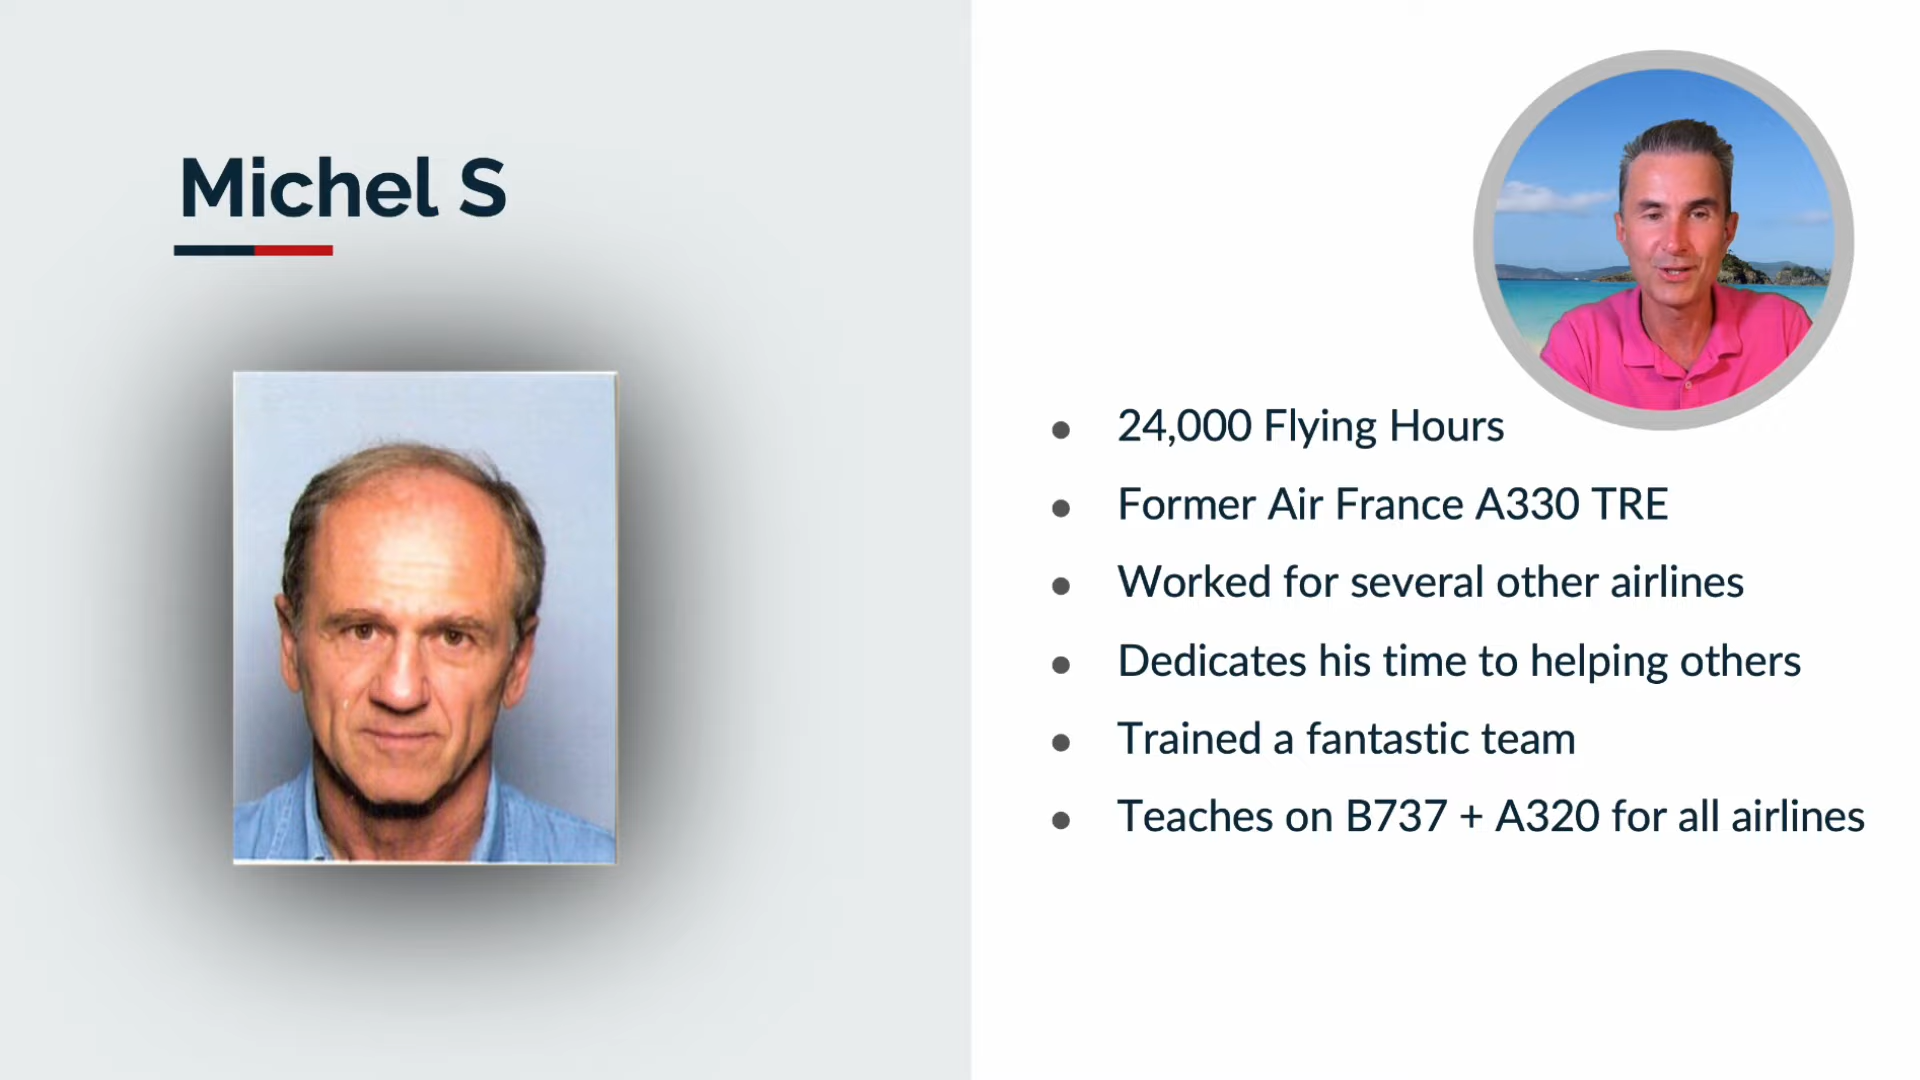 Michel S
24,000 Flying Hours
Former Air France A330 TRE
Worked for several other airlines
Dedicates his time to helping others
Trained a fantastic team
Teaches on B737 + A320 for all airlines